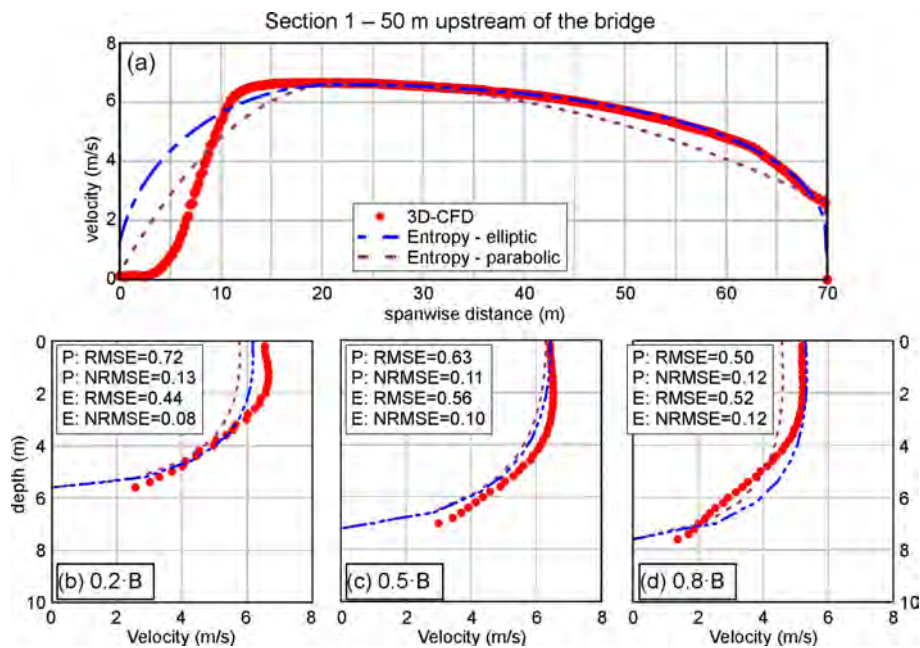 Section 1 – 50 m upstream of the bridge
(a)
8
6
4
2
0
velocity (m/s)
3D-CFD
Entropy - elliptic
Entropy - parabolic
0 10 20 30 40 50 60 70
spanwise distance (m)
0
2
4
6
8
10
depth (m)
P: RMSE=0.72
P: NRMSE=0.13
E: RMSE=0.44
E: NRMSE=0.08
(b) 0.2·B
0 2 4 6 8
Velocity (m/s)
P: RMSE=0.63
P: NRMSE=0.11
E: RMSE=0.56
E: NRMSE=0.10
(c) 0.5·B
0 2 4 6 8
Velocity (m/s)
P: RMSE=0.50
P: NRMSE=0.12
E: RMSE=0.52
E: NRMSE=0.12
(d) 0.8·B
0 2 4 6 8
Velocity (m/s)
0
2
4
6
8
10